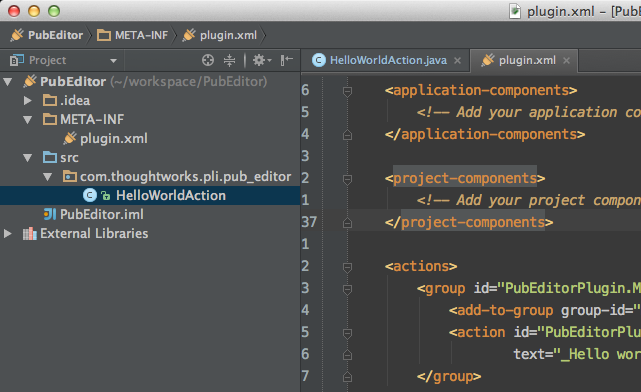 plugin.xml – [PubE
PubEditor META-INF plugin.xml
Project
HelloWorldAction.java × plugin.xml ×
PubEditor (~/workspace/PubEditor)
.idea
META-INF
plugin.xml
src
com.thoughtworks.pli.pub_editor
HelloWorldAction
PubEditor.iml
External Libraries
6 <application-components>
5 <!-- Add your application co
4 </application-components>
3
2 <project-components>
1 <!-- Add your project compon
37 </project-components>
1
2 <actions>
3 <group id="PubEditorPlugin.M
4 <add-to-group group-id="
5 <action id="PubEditorPlu
6 text="_Hello wor
7 </group>